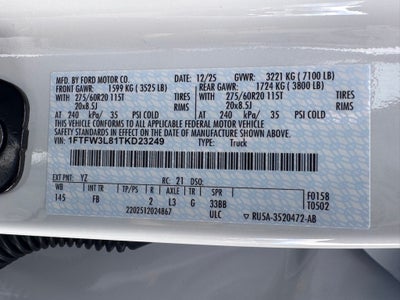 MFD. BY FORD MOTOR CO. 12/25 GVWR: 3221 KG (7100 LB)
FRONT GAWR: 1599 KG (3525 LB) REAR GAWR: 1724 KG (3800 LB)
WITH 275/60R20 115T TIRES WITH 275/60R20 115T TIRES
20x8.5J RIMS 20x8.5J RIMS
AT 240 kPa/ 35 PSI COLD AT 240 kPa/ 35 PSI COLD
THIS VEHICLE CONFORMS TO ALL APPLICABLE FEDERAL MOTOR VEHICLE
SAFETY AND THEFT PREVENTION STANDARDS IN EFFECT ON THE DATE OF
MANUFACTURE SHOWN ABOVE.
VIN: 1FTFW3L81TKD23249 TYPE: Truck
EXT PNT: YZ RC: 21 DSO:
WB INT TR TP/PS R AXLE TR SPR F0158
145 FB 2 L3 G 33BB T0502
2202512024867 ULC RU5A-3520472-AB